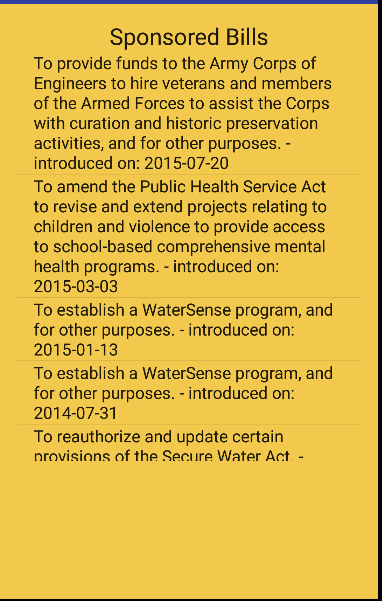 Sponsored Bills
To provide funds to the Army Corps of
Engineers to hire veterans and members
of the Armed Forces to assist the Corps
with curation and historic preservation
activities, and for other purposes. -
introduced on: 2015-07-20
To amend the Public Health Service Act
to revise and extend projects relating to
children and violence to provide access
to school-based comprehensive mental
health programs. - introduced on:
2015-03-03
To establish a WaterSense program, and
for other purposes. - introduced on:
2015-01-13
To establish a WaterSense program, and
for other purposes. - introduced on:
2014-07-31
To reauthorize and update certain
provisions of the Secure Water Act. -